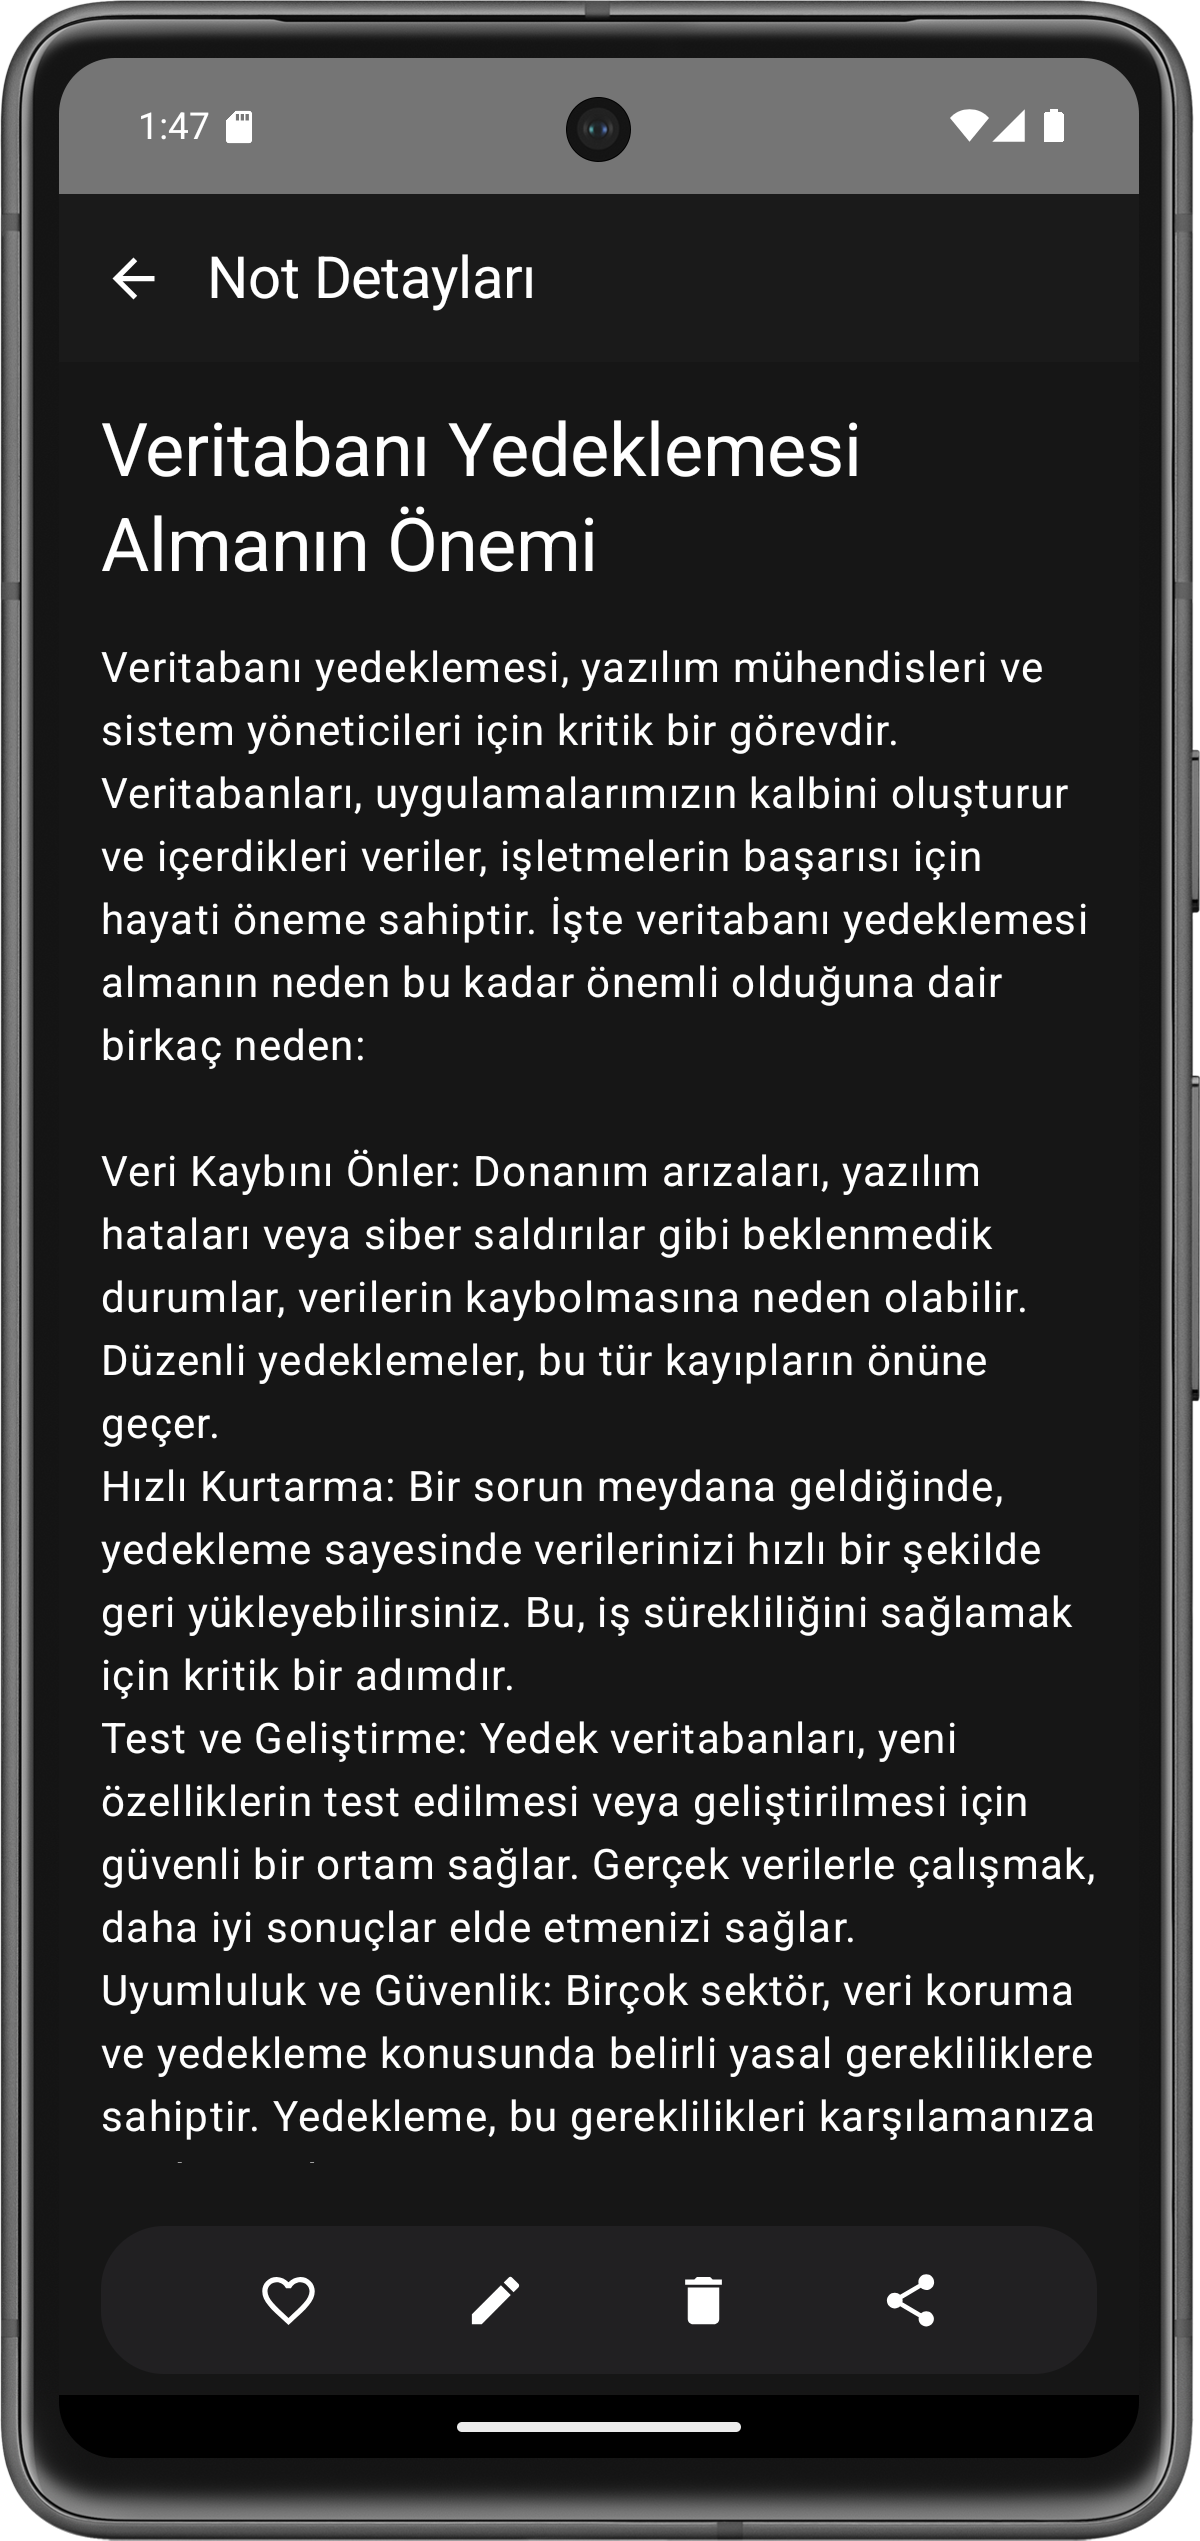 1:47
Not Detayları
Veritabanı Yedeklemesi
Almanın Önemi
Veritabanı yedeklemesi, yazılım mühendisleri ve
sistem yöneticileri için kritik bir görevdir.
Veritabanları, uygulamalarımızın kalbini oluşturur
ve içerdikleri veriler, işletmelerin başarısı için
hayati öneme sahiptir. İşte veritabanı yedeklemesi
almanın neden bu kadar önemli olduğuna dair
birkaç neden:
Veri Kaybını Önler: Donanım arızaları, yazılım
hataları veya siber saldırılar gibi beklenmedik
durumlar, verilerin kaybolmasına neden olabilir.
Düzenli yedeklemeler, bu tür kayıpların önüne
geçer.
Hızlı Kurtarma: Bir sorun meydana geldiğinde,
yedekleme sayesinde verilerinizi hızlı bir şekilde
geri yükleyebilirsiniz. Bu, iş sürekliliğini sağlamak
için kritik bir adımdır.
Test ve Geliştirme: Yedek veritabanları, yeni
özelliklerin test edilmesi veya geliştirilmesi için
güvenli bir ortam sağlar. Gerçek verilerle çalışmak,
daha iyi sonuçlar elde etmenizi sağlar.
Uyumluluk ve Güvenlik: Birçok sektör, veri koruma
ve yedekleme konusunda belirli yasal gerekliliklere
sahiptir. Yedekleme, bu gereklilikleri karşılamanıza